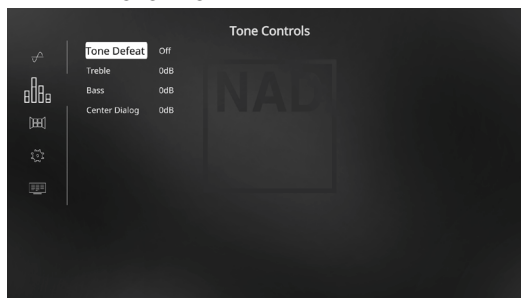 Tone Controls
Tone Defeat Off
Treble 0dB
Bass 0dB
Center Dialog 0dB
NAD